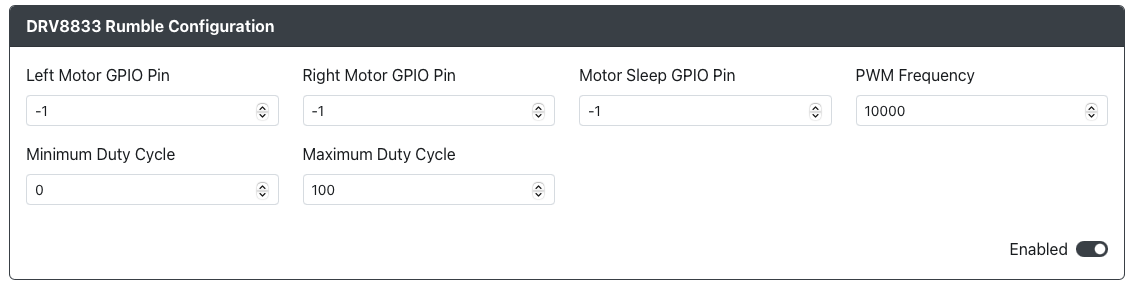 DRV8833 Rumble Configuration
Left Motor GPIO Pin Right Motor GPIO Pin Motor Sleep GPIO Pin PWM Frequency
-1 -1 -1 10000
Minimum Duty Cycle Maximum Duty Cycle
0 100
Enabled